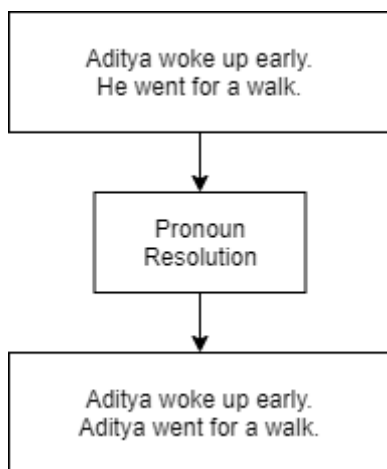 Aditya woke up early.
He went for a walk.
Pronoun
Resolution
Aditya woke up early.
Aditya went for a walk.